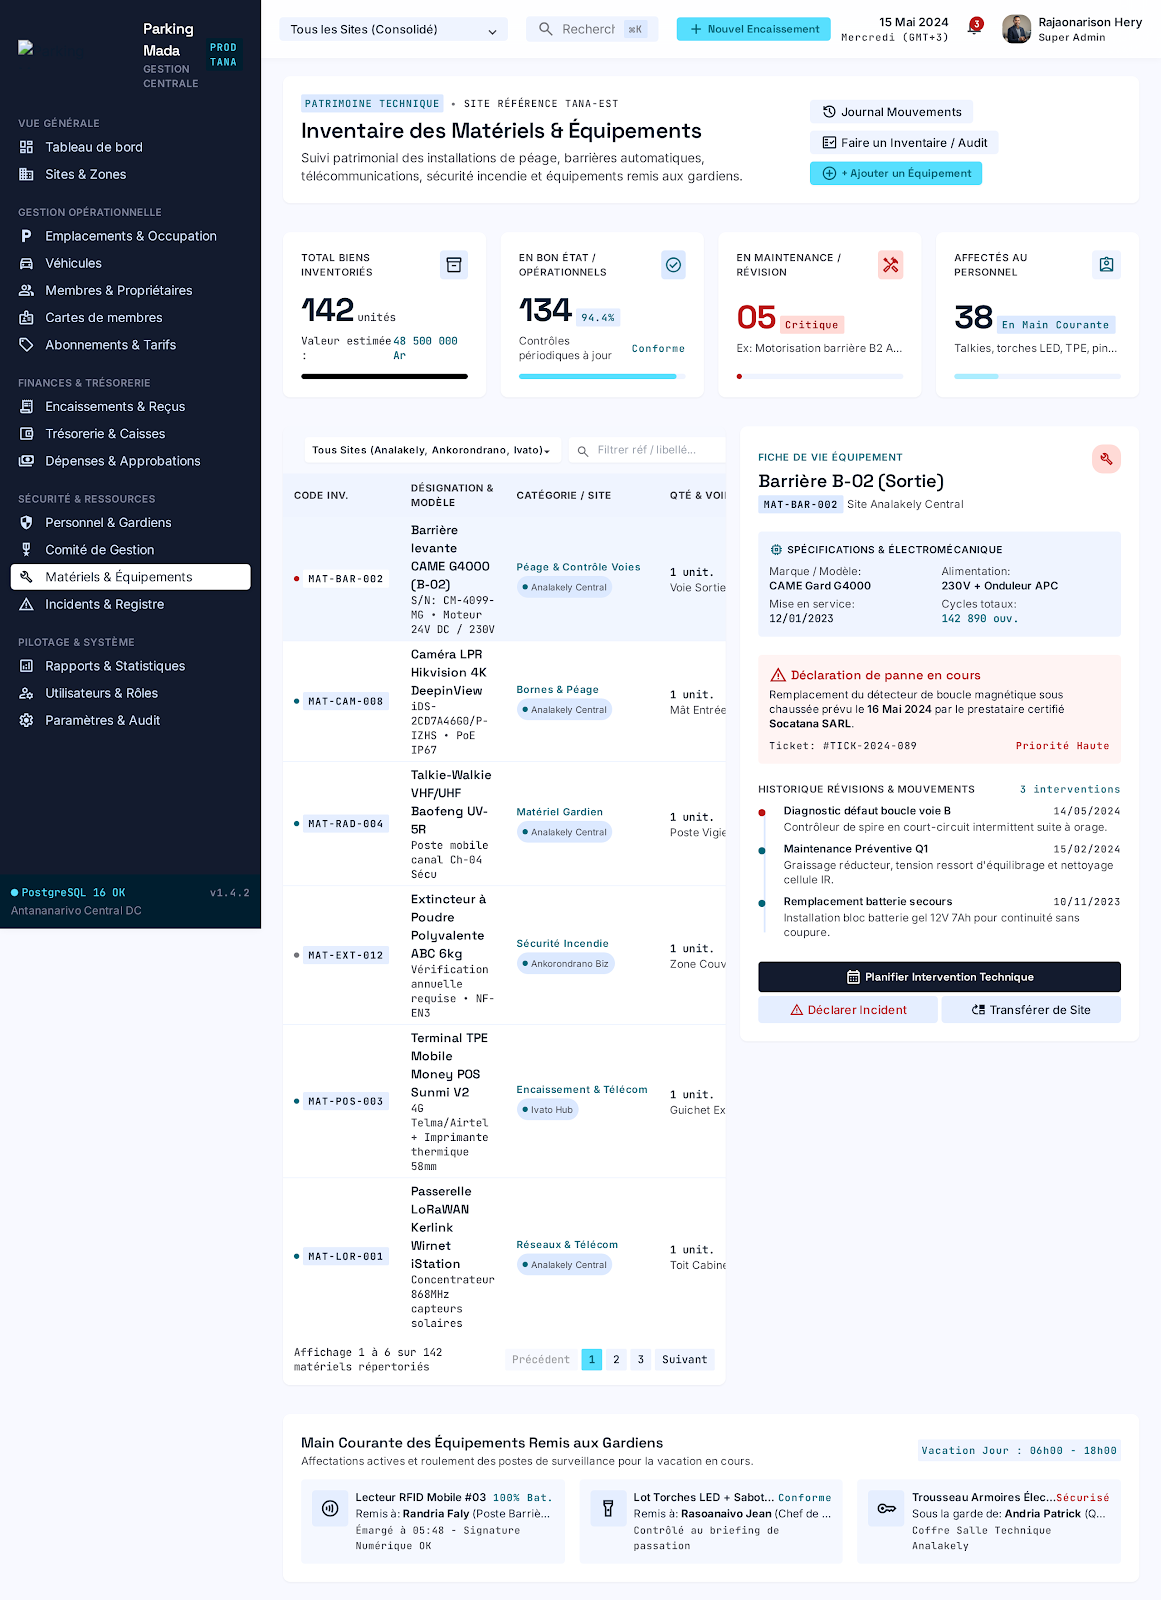 Parking
Mada
GESTION
CENTRALE
PROD
TANA
VUE GÉNÉRALE
Tableau de bord
Sites & Zones
GESTION OPÉRATIONNELLE
Emplacements & Occupation
Véhicules
Membres & Propriétaires
Cartes de membres
Abonnements & Tarifs
FINANCES & TRÉSORERIE
Encaissements & Reçus
Trésorerie & Caisses
Dépenses & Approbations
SÉCURITÉ & RESSOURCES
Personnel & Gardiens
Comité de Gestion
Matériels & Équipements
Incidents & Registre
PILOTAGE & SYSTÈME
Rapports & Statistiques
Utilisateurs & Rôles
Paramètres & Audit
PostgreSQL 16 OK
v1.4.2
Antananarivo Central DC
Tous les Sites (Consolidé)
Recherch
⌘K
Nouvel Encaissement
15 Mai 2024
Mercredi (GMT+3)
3
Rajaonarison Hery
Super Admin
PATRIMOINE TECHNIQUE • SITE RÉFÉRENCE TANA-EST
Inventaire des Matériels & Équipements
Suivi patrimonial des installations de péage, barrières automatiques,
télécommunications, sécurité incendie et équipements remis aux gardiens.
Journal Mouvements
Faire un Inventaire / Audit
+ Ajouter un Équipement
TOTAL BIENS
INVENTORIÉS
142 unités
Valeur estimée 48 500 000
: Ar
EN BON ÉTAT /
OPÉRATIONNELS
134 94.4%
Contrôles
périodiques à jour
Conforme
EN MAINTENANCE /
RÉVISION
05 Critique
Ex: Motorisation barrière B2 A...
AFFECTÉS AU
PERSONNEL
38 En Main Courante
Talkies, torches LED, TPE, pin...
Tous Sites (Analakely, Ankorondrano, Ivato)
Filtrer réf / libellé...
CODE INV.
DÉSIGNATION &
MODÈLE
CATÉGORIE / SITE
QTÉ & VOI
MAT-BAR-002
Barrière
levante
CAME G4000
(B-02)
S/N: CM-4099-
MG • Moteur
24V DC / 230V
Péage & Contrôle Voies
Analakely Central
1 unit.
Voie Sortie
MAT-CAM-008
Caméra LPR
Hikvision 4K
DeepinView
iDS-
2CD7A46G0/P-
IZHS • PoE
IP67
Bornes & Péage
Analakely Central
1 unit.
Mât Entrée
MAT-RAD-004
Talkie-Walkie
VHF/UHF
Baofeng UV-
5R
Poste mobile
canal Ch-04
Sécu
Matériel Gardien
Analakely Central
1 unit.
Poste Vigie
MAT-EXT-012
Extincteur à
Poudre
Polyvalente
ABC 6kg
Vérification
annuelle
requise • NF-
EN3
Sécurité Incendie
Ankorondrano Biz
1 unit.
Zone Couv
MAT-POS-003
Terminal TPE
Mobile
Money POS
Sunmi V2
4G
Telma/Airtel
+ Imprimante
thermique
58mm
Encaissement & Télécom
Ivato Hub
1 unit.
Guichet Ex
MAT-LOR-001
Passerelle
LoRaWAN
Kerlink
Wirnet
iStation
Concentrateur
868MHz
capteurs
solaires
Réseaux & Télécom
Analakely Central
1 unit.
Toit Cabine
Affichage 1 à 6 sur 142
matériels répertoriés
Précédent 1 2 3 Suivant
FICHE DE VIE ÉQUIPEMENT
Barrière B-02 (Sortie)
MAT-BAR-002 Site Analakely Central
SPÉCIFICATIONS & ÉLECTROMÉCANIQUE
Marque / Modèle:
CAME Gard G4000
Alimentation:
230V + Onduleur APC
Mise en service:
12/01/2023
Cycles totaux:
142 890 ouv.
Déclaration de panne en cours
Remplacement du détecteur de boucle magnétique sous
chaussée prévu le 16 Mai 2024 par le prestataire certifié
Socatana SARL.
Ticket: #TICK-2024-089
Priorité Haute
HISTORIQUE RÉVISIONS & MOUVEMENTS
3 interventions
Diagnostic défaut boucle voie B
14/05/2024
Contrôleur de spire en court-circuit intermittent suite à orage.
Maintenance Préventive Q1
15/02/2024
Graissage réducteur, tension ressort d'équilibrage et nettoyage
cellule IR.
Remplacement batterie secours
10/11/2023
Installation bloc batterie gel 12V 7Ah pour continuité sans
coupure.
Planifier Intervention Technique
Déclarer Incident
Transférer de Site
Main Courante des Équipements Remis aux Gardiens
Affectations actives et roulement des postes de surveillance pour la vacation en cours.
Vacation Jour : 06h00 - 18h00
Lecteur RFID Mobile #03 100% Bat.
Remis à: Randria Faly (Poste Barriè...
Émargé à 05:48 - Signature
Numérique OK
Lot Torches LED + Sabot... Conforme
Remis à: Rasoanaivo Jean (Chef de ...
Contrôlé au briefing de
passation
Trousseau Armoires Élec... Sécurisé
Sous la garde de: Andria Patrick (Q...
Coffre Salle Technique
Analakely